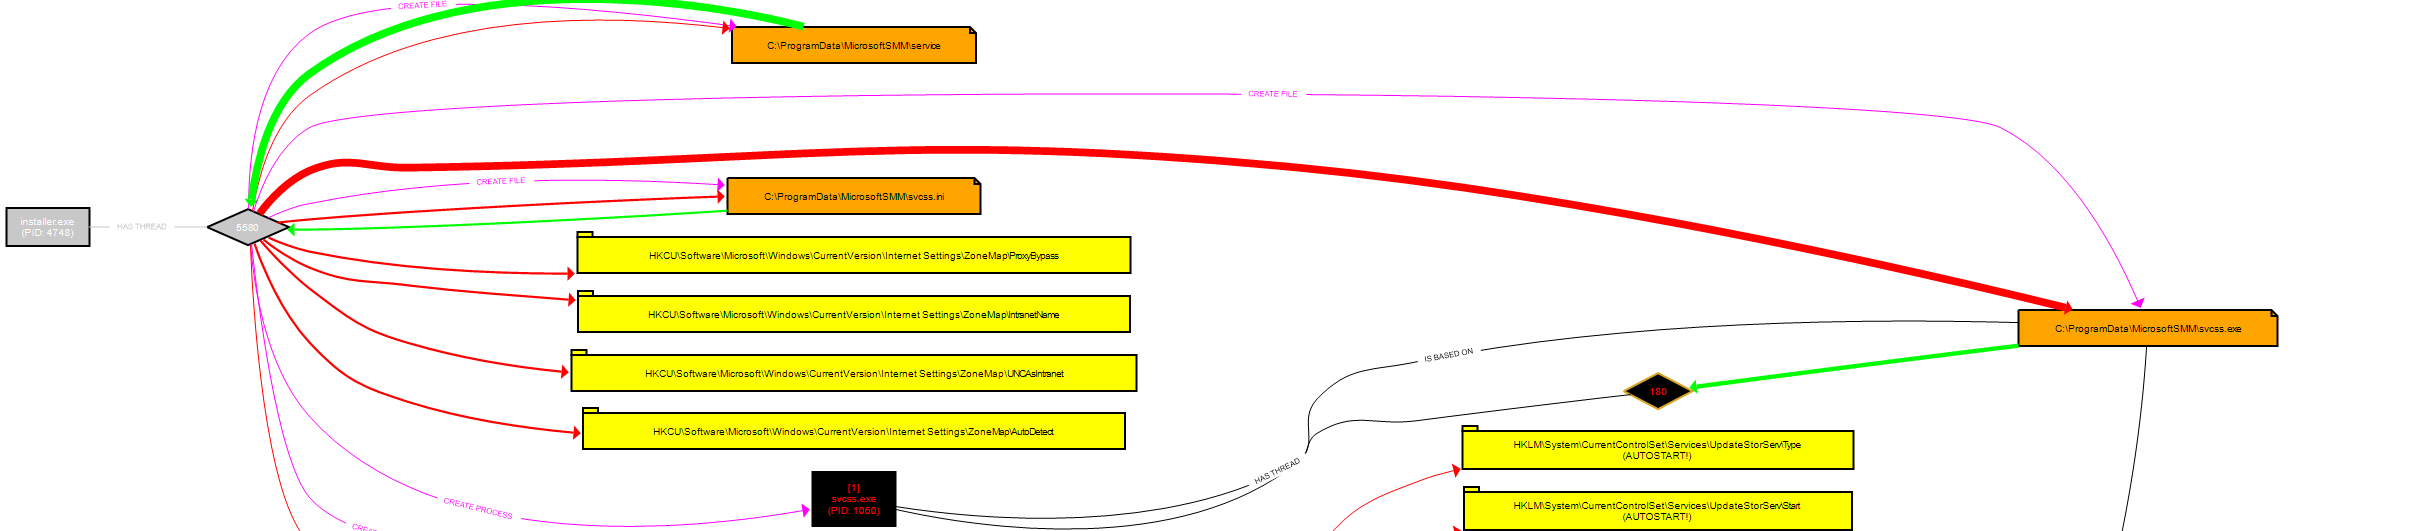 CREATE FILE
C:\ProgramData\MicrosoftSMM\service
CREATE FILE
CREATE FILE
C:\ProgramData\MicrosoftSMM\svcss.ini
installer.exe
(PID: 4748)
HAS THREAD
5580
HKCU\Software\Microsoft\Windows\CurrentVersion\Internet Settings\ZoneMap\ProxyBypass
HKCU\Software\Microsoft\Windows\CurrentVersion\Internet Settings\ZoneMap\IntranetName
C:\ProgramData\MicrosoftSMM\svcss.exe
IS BASED ON
HKCU\Software\Microsoft\Windows\CurrentVersion\Internet Settings\ZoneMap\UNCAsIntranet
180
HKCU\Software\Microsoft\Windows\CurrentVersion\Internet Settings\ZoneMap\AutoDetect
HKLM\System\CurrentControlSet\Services\UpdateStorServ\Type
(AUTOSTART!)
HAS THREAD
[1]
svcss.exe
(PID: 1060)
CREATE PROCESS
HKLM\System\CurrentControlSet\Services\UpdateStorServ\Start
(AUTOSTART!)